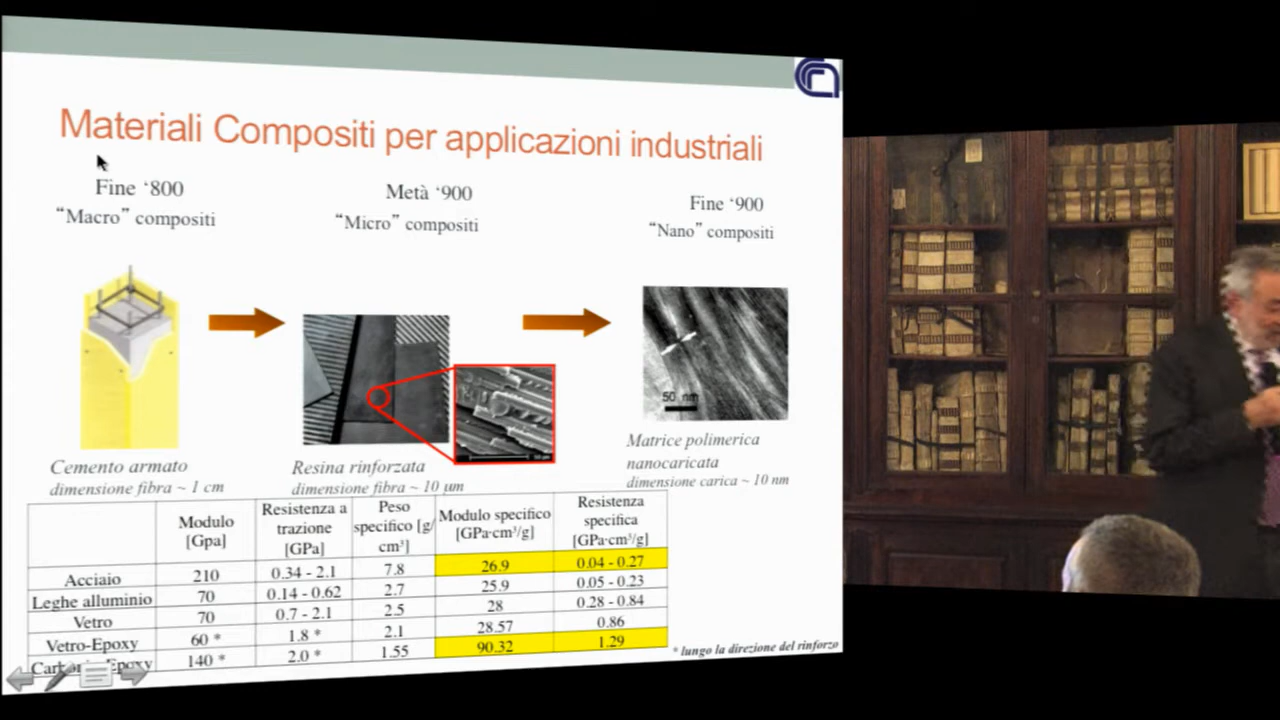 Materiali Compositi per applicazioni industriali
Fine ‘800
“Macro” compositi
Metà ‘900
“Micro” compositi
Fine ‘900
“Nano” compositi
50 nm
Cemento armato
dimensione fibra ~ 1 cm
Resina rinforzata
dimensione fibra ~ 10 µm
Matrice polimerica
nanocaricata
dimensione carica ~ 10 nm
Modulo [Gpa] Resistenza a trazione [GPa] Peso specifico [g/cm³] Modulo specifico [GPa·cm³/g] Resistenza specifica [GPa·cm³/g]
Acciaio 210 0.34 - 2.1 7.8 26.9 0.04 - 0.27
Leghe alluminio 70 0.14 - 0.62 2.7 25.9 0.05 - 0.23
Vetro 70 0.7 - 2.1 2.5 28 0.28 - 0.84
Vetro-Epoxy 60 * 1.8 * 2.1 28.57 0.86
Carbonio-Epoxy 140 * 2.0 * 1.55 90.32 1.29
* lungo la direzione del rinforzo